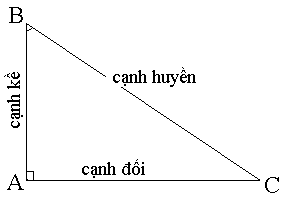 B
cạnh huyền
cạnh kề
cạnh đối
A
C